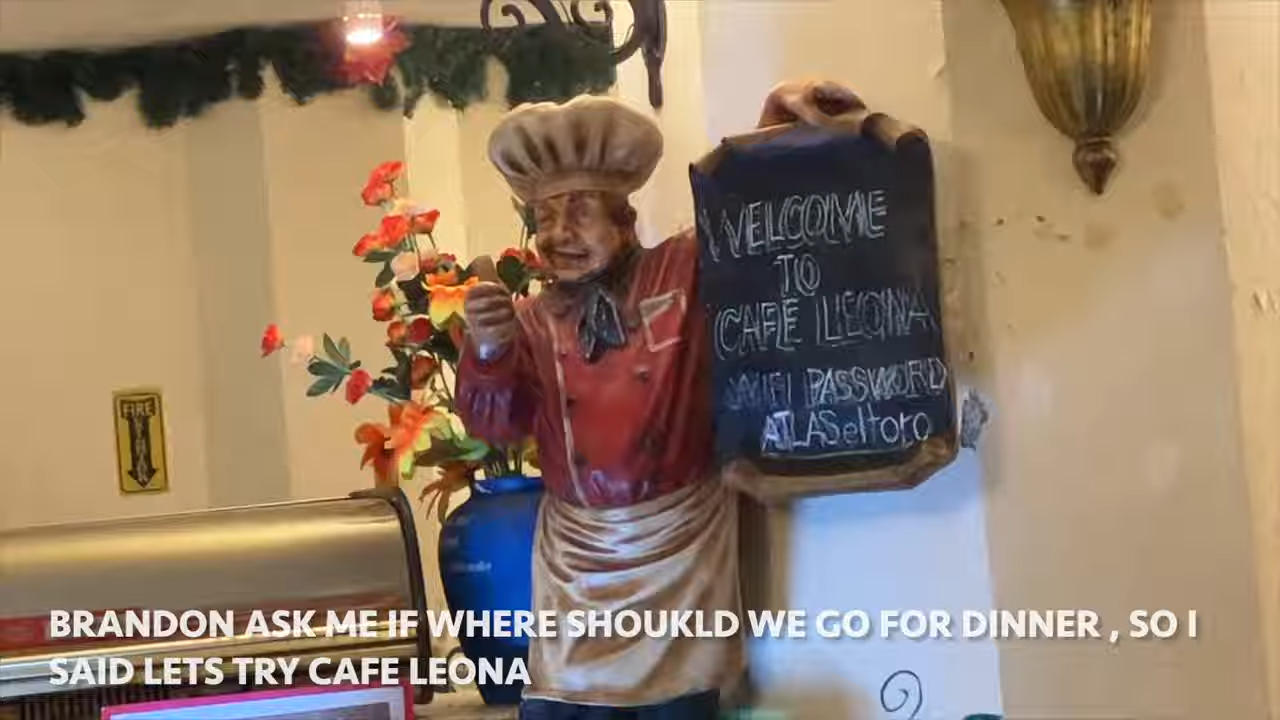 WELCOME
TO
CAFE LEONA
WIFI PASSWORD
ATLASeltoro
FIRE
BRANDON ASK ME IF WHERE SHOUKLD WE GO FOR DINNER , SO I
SAID LETS TRY CAFE LEONA